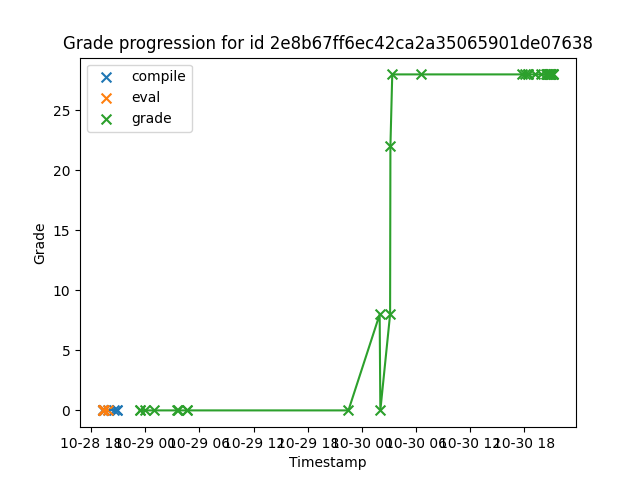 Grade progression for id 2e8b67ff6ec42ca2a35065901de07638
compile
eval
grade
25
20
15
10
5
0
Grade
10-28 18 10-29 00 10-29 06 10-29 12 10-29 18 10-30 00 10-30 06 10-30 12 10-30 18
Timestamp